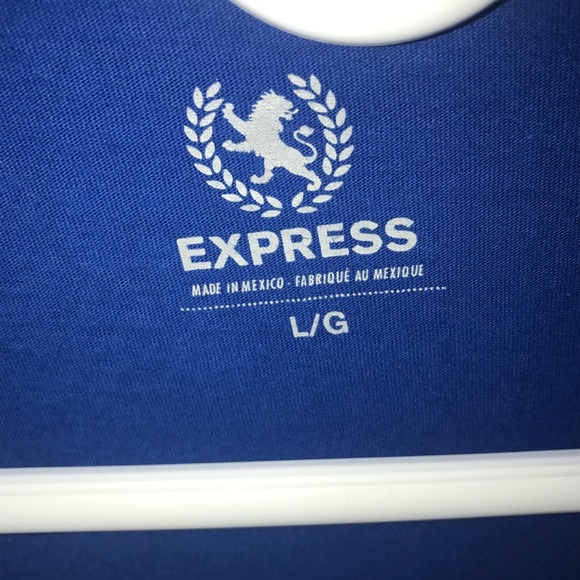 EXPRESS
MADE IN MEXICO - FABRIQUÉ AU MEXIQUE
L/G